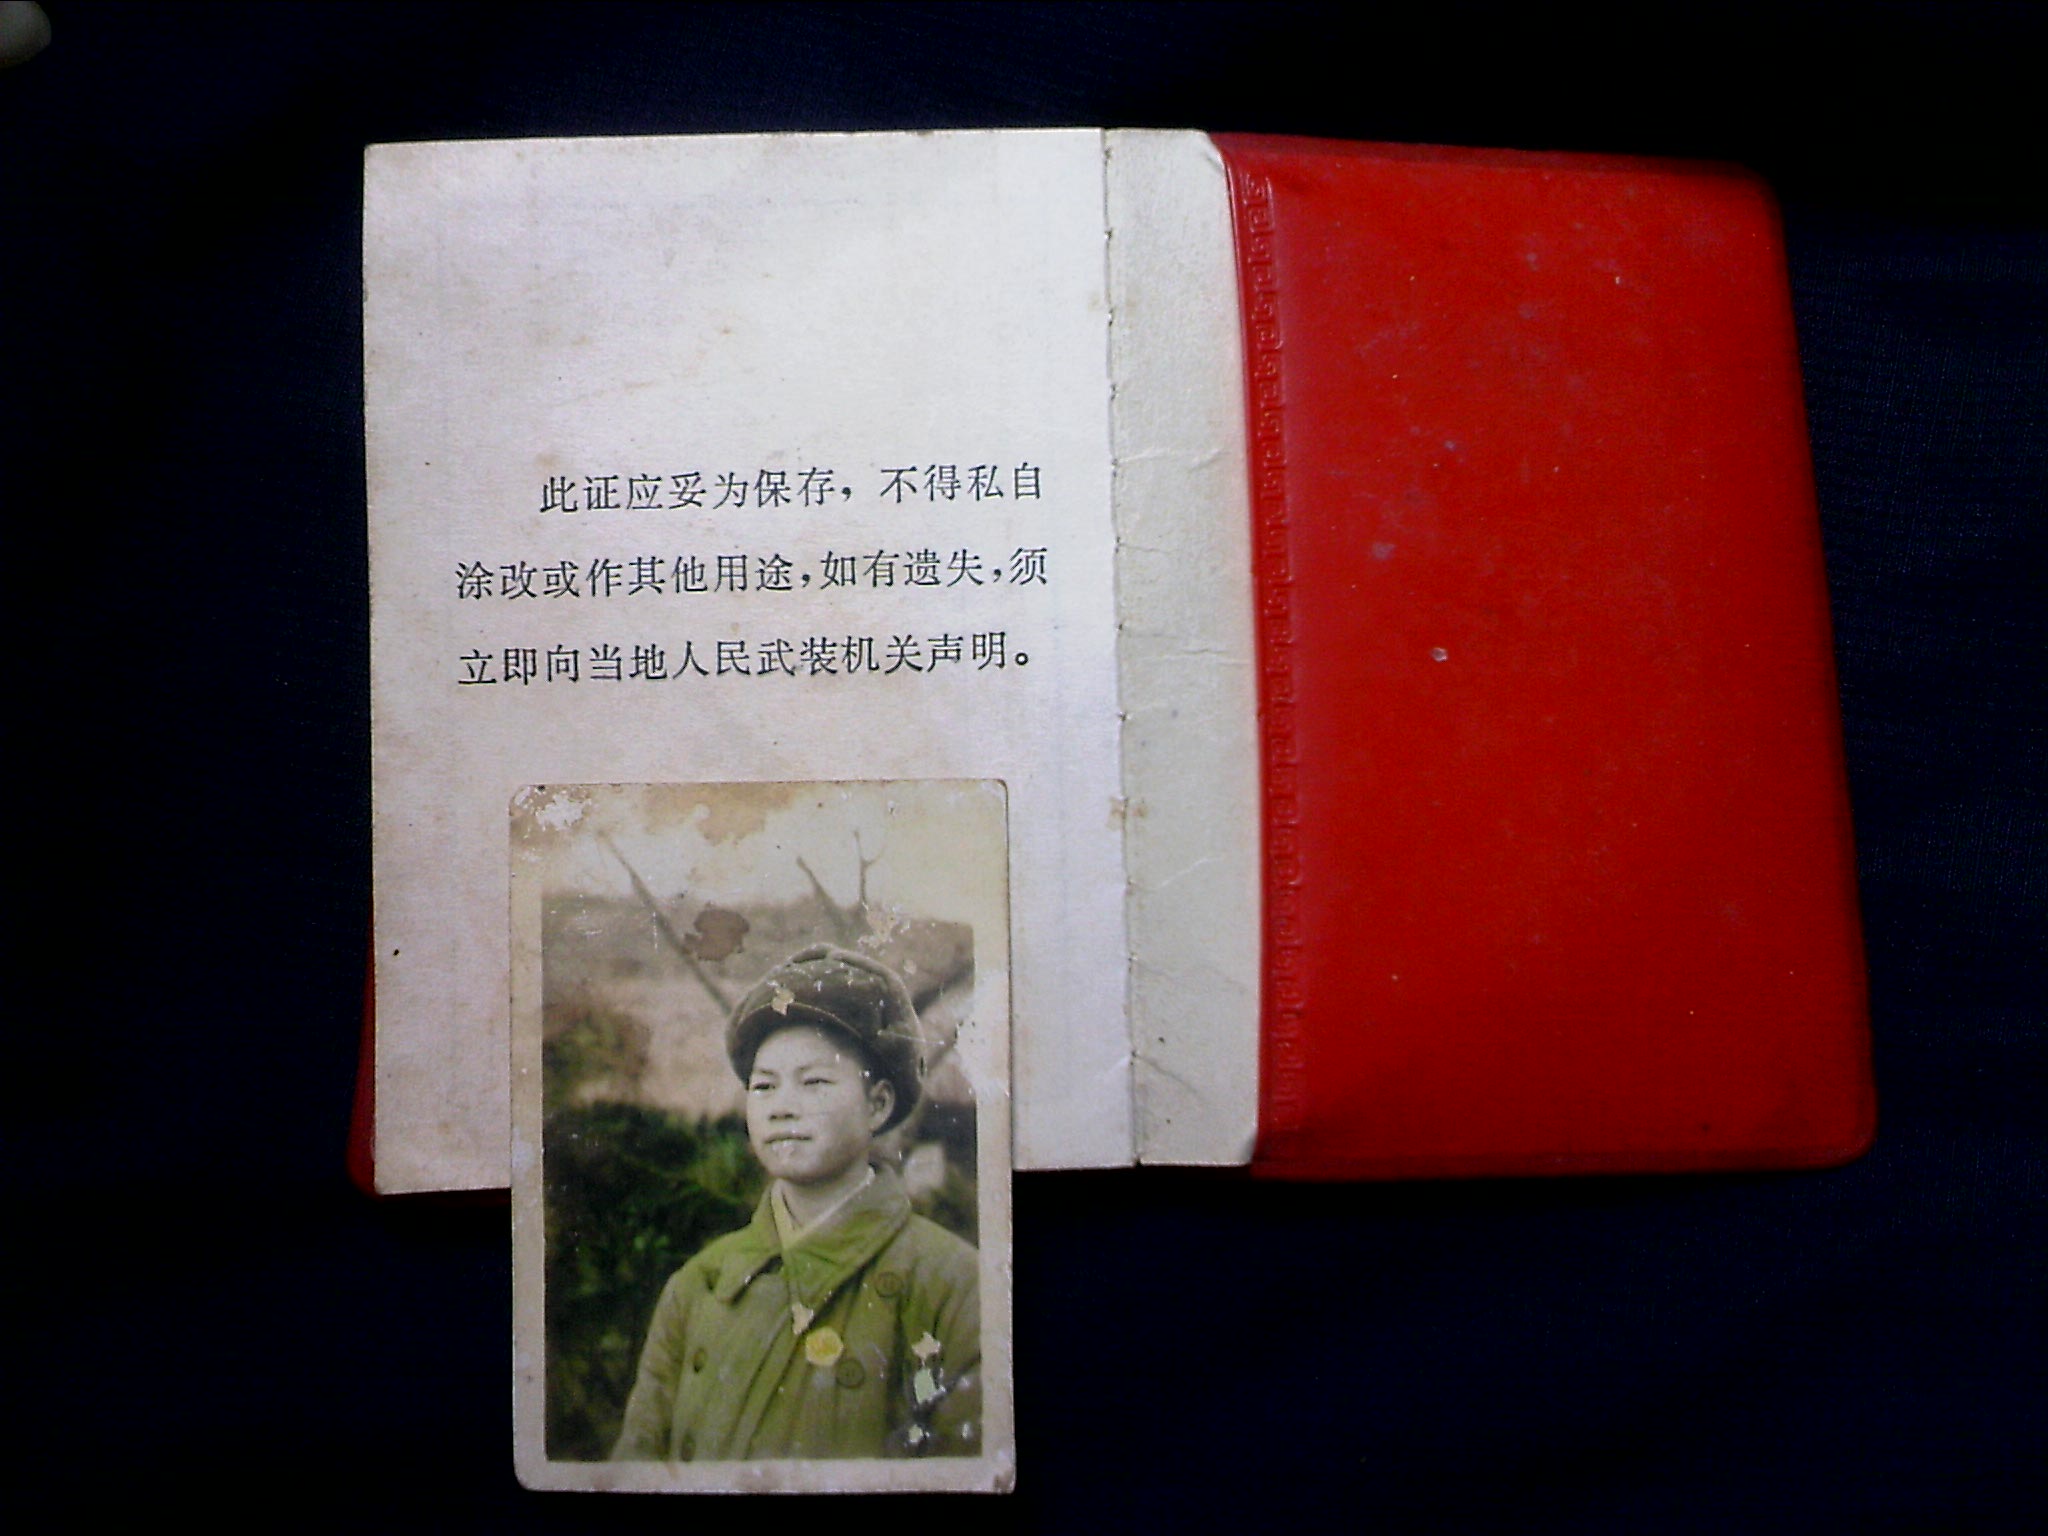 此证应妥为保存，不得私自
涂改或作其他用途，如有遗失，须
立即向当地人民武装机关声明。